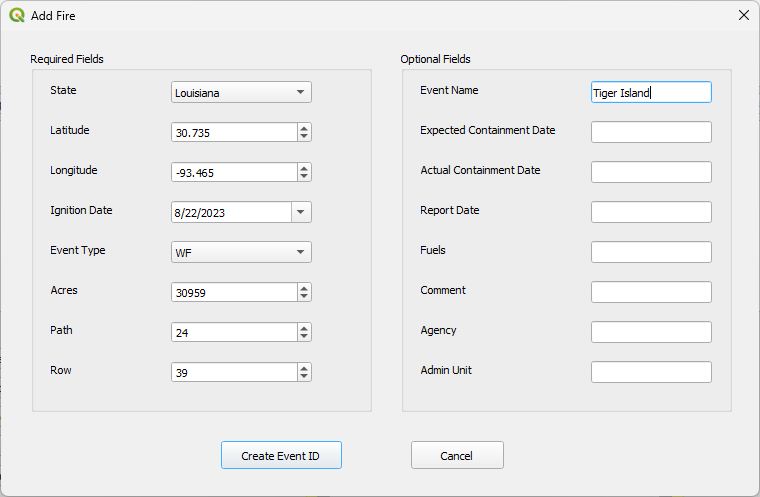 Add Fire
Required Fields
State Louisiana
Latitude 30.735
Longitude -93.465
Ignition Date 8/22/2023
Event Type WF
Acres 30959
Path 24
Row 39
Optional Fields
Event Name Tiger Island
Expected Containment Date
Actual Containment Date
Report Date
Fuels
Comment
Agency
Admin Unit
Create Event ID
Cancel